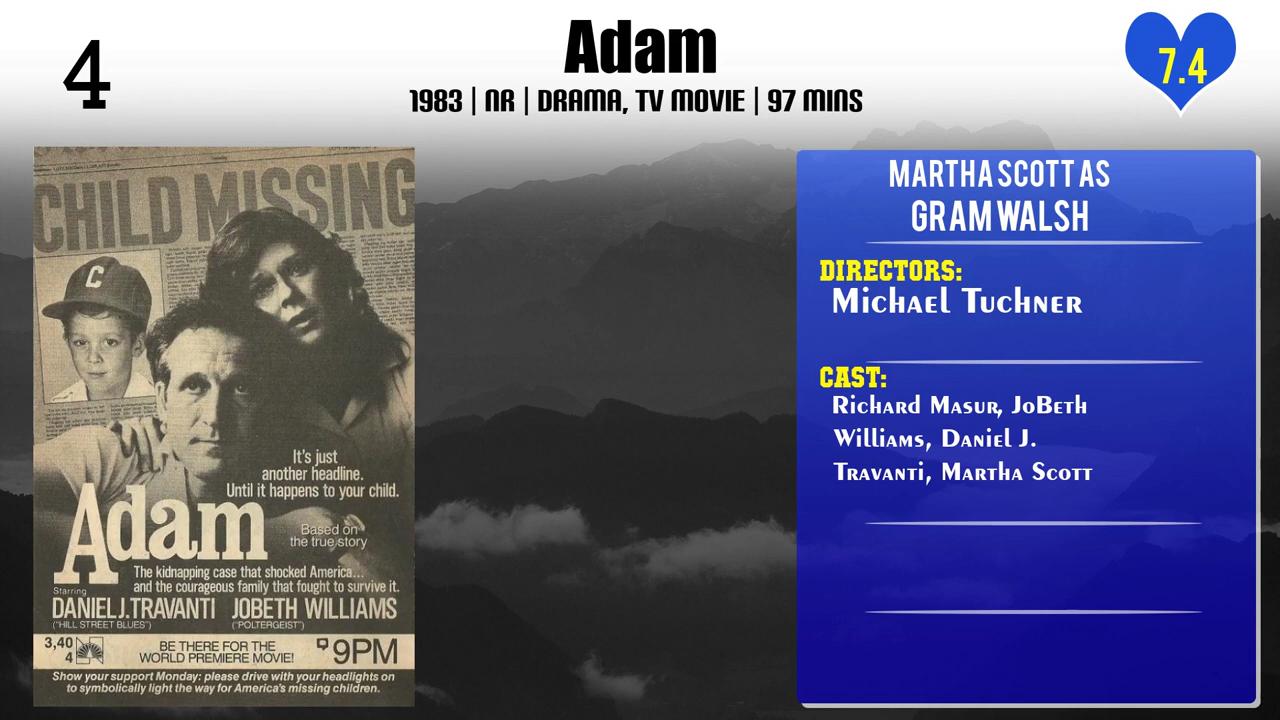 4
Adam
7.4
1983 | NR | DRAMA, TV MOVIE | 97 MINS
CHILD MISSING
C
It's just
another headline.
Until it happens to your child.
Adam
Based on
the true story
The kidnapping case that shocked America...
and the courageous family that fought to survive it.
Starring
DANIEL J. TRAVANTI JOBETH WILLIAMS
("HILL STREET BLUES") ("POLTERGEIST")
3,40
4
BE THERE FOR THE
WORLD PREMIERE MOVIE!
9PM
Show your support Monday: please drive with your headlights on
to symbolically light the way for America's missing children.
MARTHA SCOTT AS
GRAM WALSH
DIRECTORS:
Michael Tuchner
CAST:
Richard Masur, JoBeth
Williams, Daniel J.
Travanti, Martha Scott